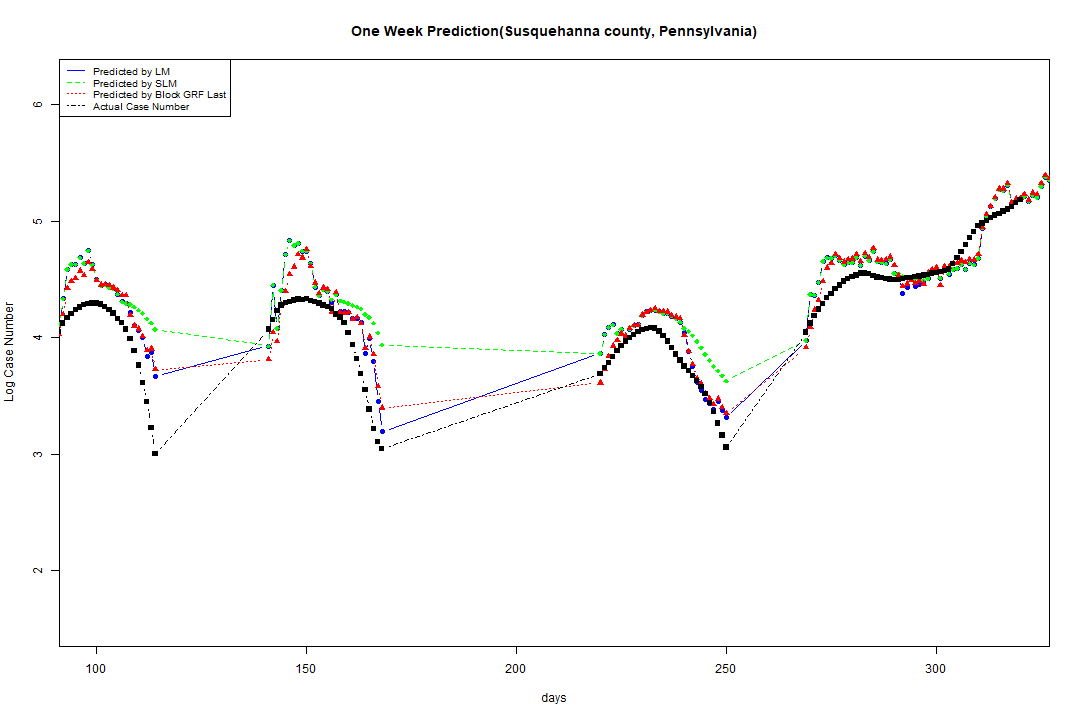 One Week Prediction(Susquehanna county, Pennsylvania)
Predicted by LM
Predicted by SLM
Predicted by Block GRF Last
Actual Case Number
6
5
4
3
2
Log Case Number
100 150 200 250 300
days